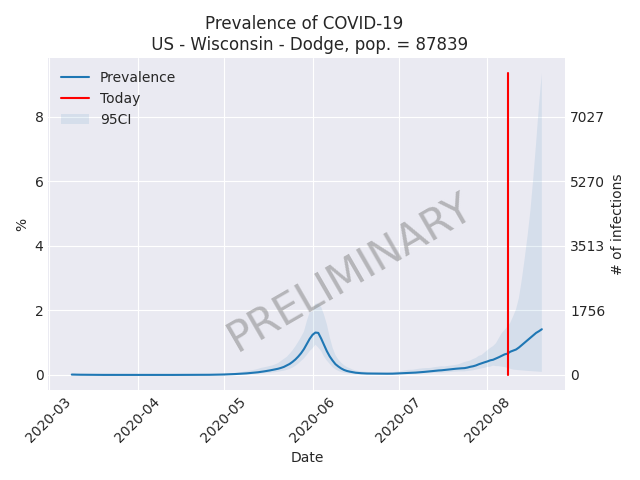 Prevalence of COVID-19
US - Wisconsin - Dodge, pop. = 87839
Prevalence
Today
95CI
8
6
4
2
0
%
7027
5270
3513
1756
0
# of infections
PRELIMINARY
2020-03
2020-04
2020-05
2020-06
2020-07
2020-08
Date